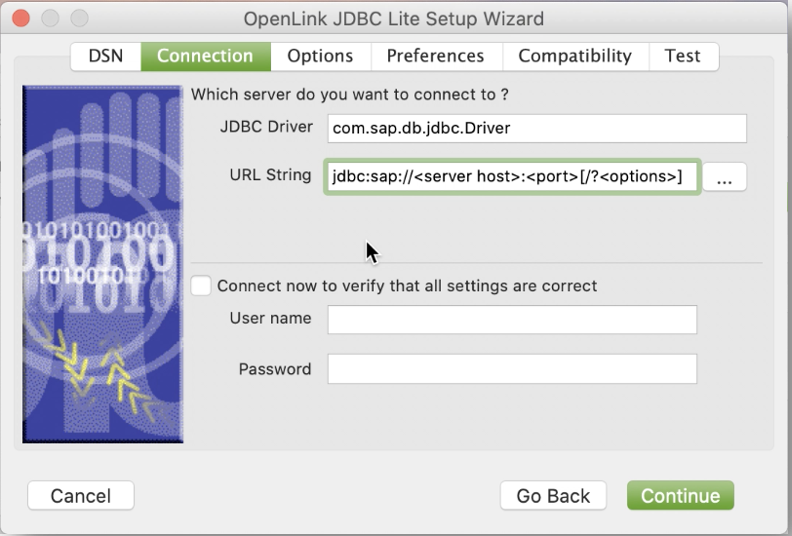 OpenLink JDBC Lite Setup Wizard
DSN Connection Options Preferences Compatibility Test
Which server do you want to connect to ?
JDBC Driver com.sap.db.jdbc.Driver
URL String jdbc:sap://<server host>:<port>[/?<options>] ...
Connect now to verify that all settings are correct
User name
Password
Cancel Go Back Continue